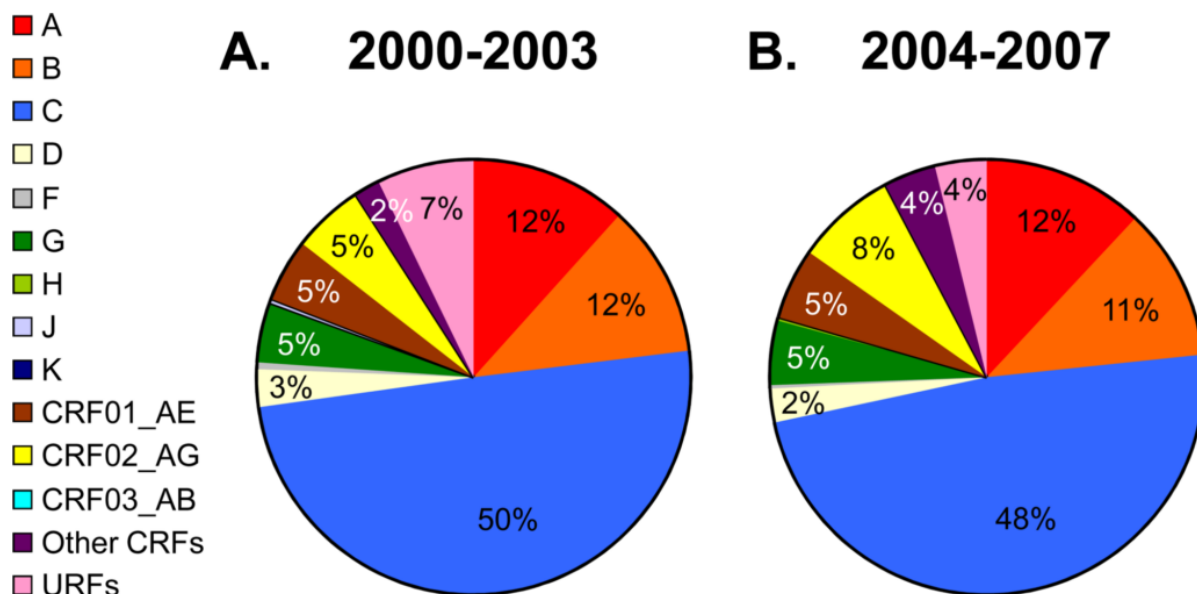 A
B
C
D
F
G
H
J
K
CRF01_AE
CRF02_AG
CRF03_AB
Other CRFs
URFs
A. 2000-2003
12%
12%
50%
3%
5%
5%
5%
2%
7%
B. 2004-2007
12%
11%
48%
2%
5%
5%
8%
4%
4%